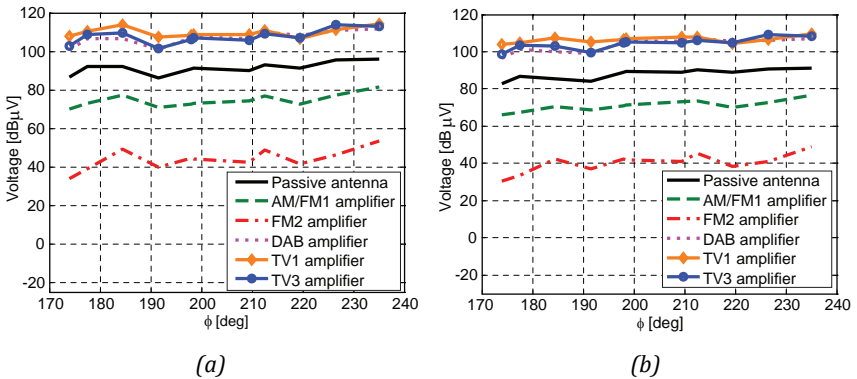 120
100
80
60
40
20
0
-20
Voltage [dBµV]
170 180 190 200 210 220 230 240
ϕ [deg]
Passive antenna
AM/FM1 amplifier
FM2 amplifier
DAB amplifier
TV1 amplifier
TV3 amplifier
(a)
120
100
80
60
40
20
0
-20
Voltage [dBµV]
170 180 190 200 210 220 230 240
ϕ [deg]
Passive antenna
AM/FM1 amplifier
FM2 amplifier
DAB amplifier
TV1 amplifier
TV3 amplifier
(b)